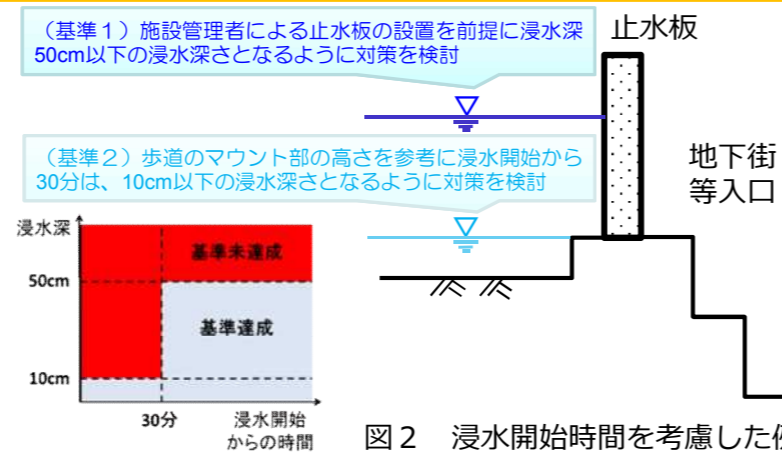 （基準１）施設管理者による止水板の設置を前提に浸水深
50cm以下の浸水深さとなるように対策を検討
止水板
（基準２）歩道のマウント部の高さを参考に浸水開始から
30分は、10cm以下の浸水深さとなるように対策を検討
地下街
等入口
浸水深
基準未達成
50cm
基準達成
10cm
30分
浸水開始
からの時間
図２　浸水開始時間を考慮した